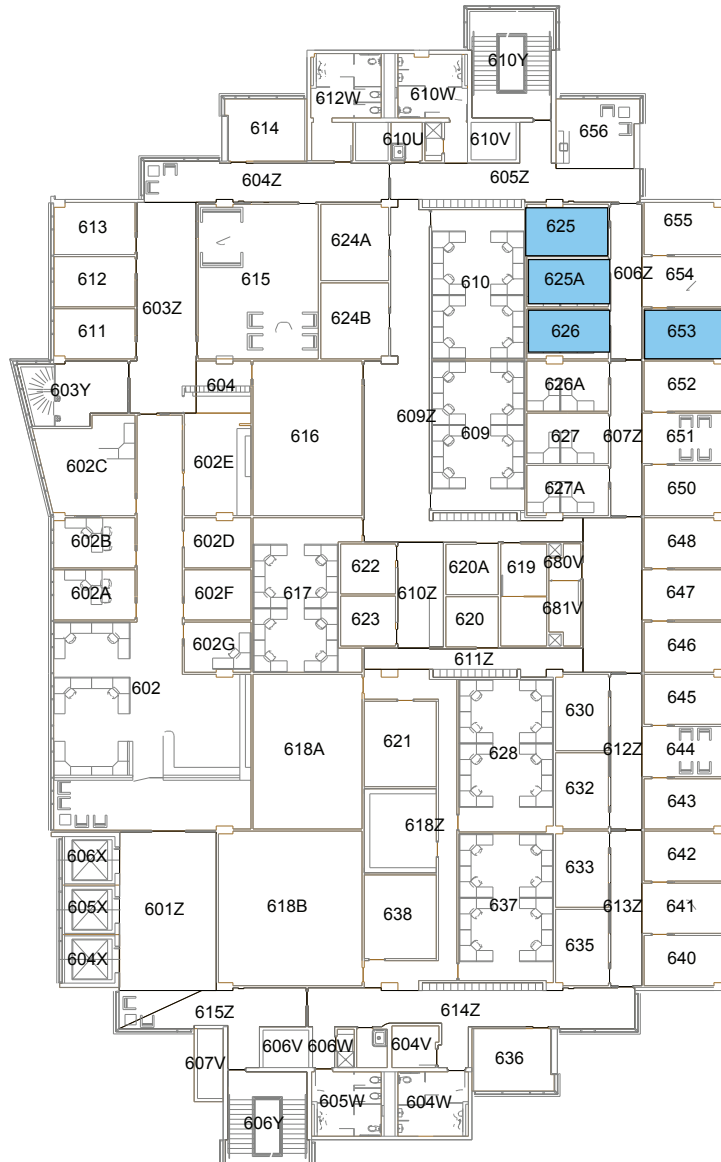 610Y
612W
610W
614
656
610U
610V
604Z
605Z
613
624A
625
655
615
610
606Z
654
612
625A
603Z
611
624B
626
653
603Y
604
626A
652
609Z
616
609
627
607Z
651
602C
602E
627A
650
602B
602D
648
622
620A
619
680V
602A
602F
617
610Z
647
681V
623
620
602G
646
611Z
602
645
630
621
618A
628
612Z
644
632
643
618Z
606X
633
642
605X
601Z
618B
637
613Z
641
638
635
604X
640
615Z
614Z
606V
606W
604V
636
607V
605W
604W
606Y